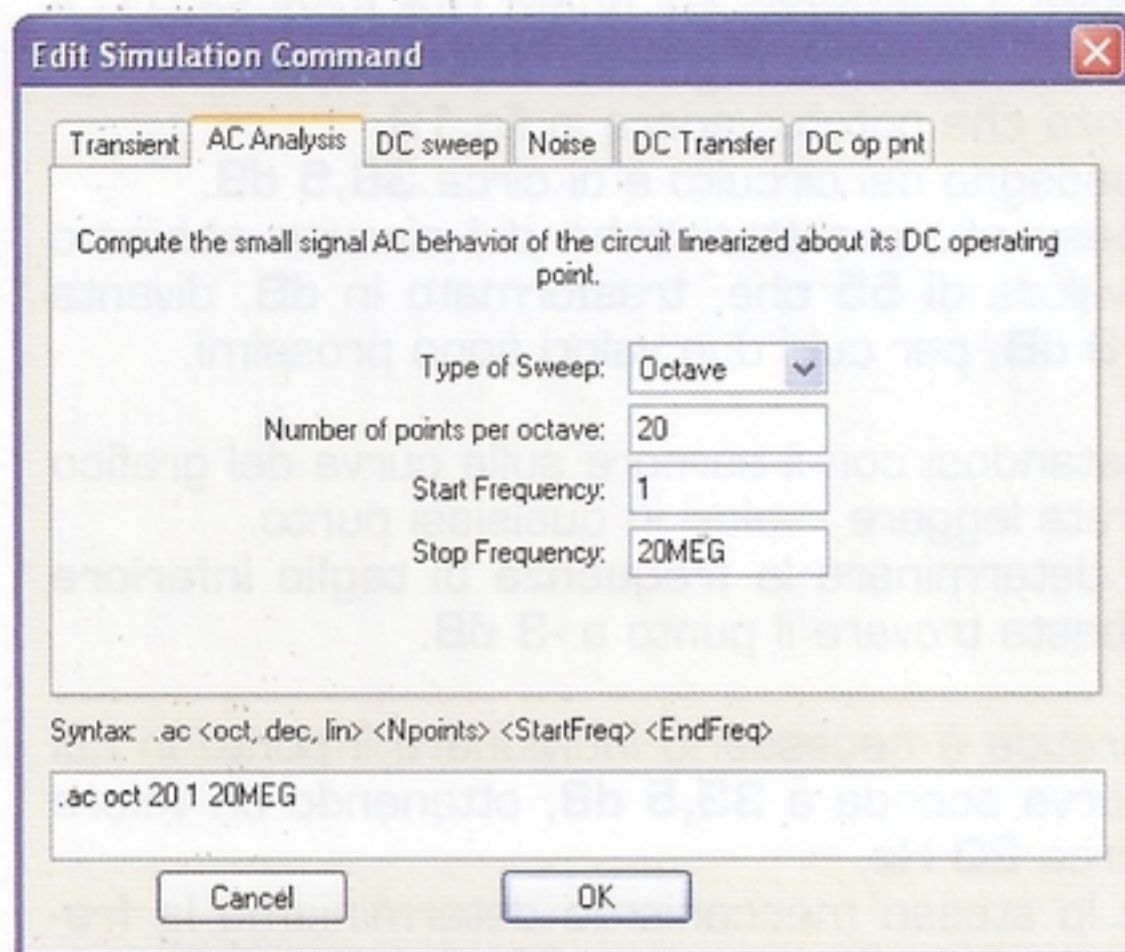 Edit Simulation Command
Transient AC Analysis DC sweep Noise DC Transfer DC op pnt
Compute the small signal AC behavior of the circuit linearized about its DC operating
point.
Type of Sweep: Octave
Number of points per octave: 20
Start Frequency: 1
Stop Frequency: 20MEG
Syntax: .ac <oct, dec, lin> <Npoints> <StartFreq> <EndFreq>
.ac oct 20 1 20MEG
Cancel OK